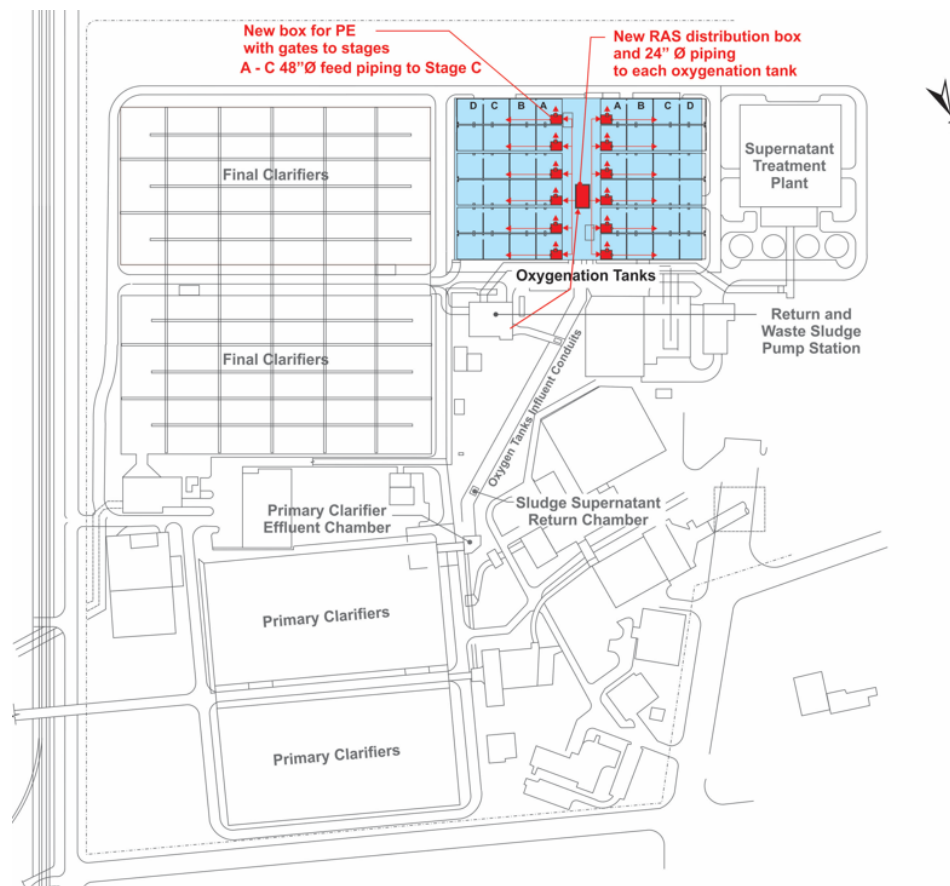 New box for PE
with gates to stages
A - C 48”Ø feed piping to Stage C
New RAS distribution box
and 24” Ø piping
to each oxygenation tank
D C B A
A B C D
Final Clarifiers
Supernatant
Treatment
Plant
Oxygenation Tanks
Return and
Waste Sludge
Pump Station
Final Clarifiers
Oxygen Tanks Influent Conduits
Primary Clarifier
Effluent Chamber
Sludge Supernatant
Return Chamber
Primary Clarifiers
Primary Clarifiers